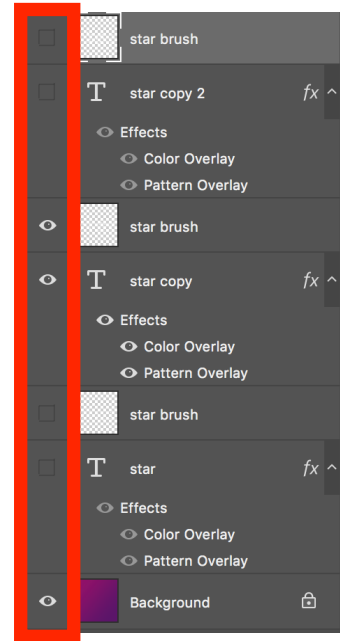 star brush
T star copy 2 fx
Effects
Color Overlay
Pattern Overlay
star brush
T star copy fx
Effects
Color Overlay
Pattern Overlay
star brush
T star fx
Effects
Color Overlay
Pattern Overlay
Background